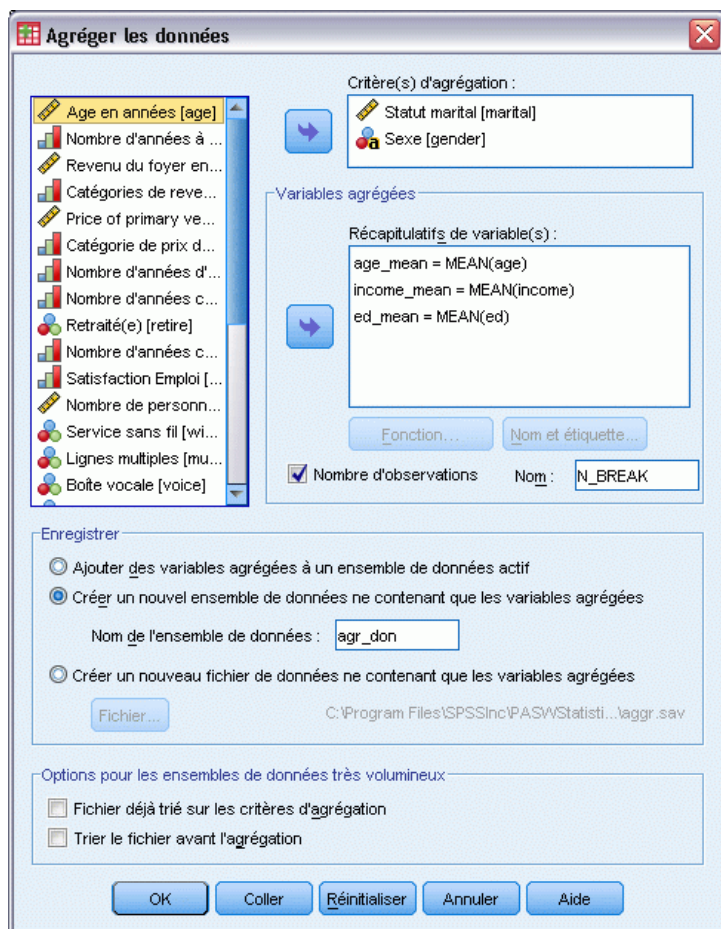 Agréger les données
Age en années [age]
Nombre d'années à ...
Revenu du foyer en...
Catégories de reve...
Price of primary ve...
Catégorie de prix d...
Nombre d'années d'...
Nombre d'années c...
Retraité(e) [retire]
Nombre d'années c...
Satisfaction Emploi [...
Nombre de personn...
Service sans fil [wi...
Lignes multiples [mu...
Boîte vocale [voice]
Critère(s) d'agrégation :
Statut marital [marital]
Sexe [gender]
Variables agrégées
Récapitulatifs de variable(s) :
age_mean = MEAN(age)
income_mean = MEAN(income)
ed_mean = MEAN(ed)
Fonction...
Nom et étiquette...
Nombre d'observations
Nom :
N_BREAK
Enregistrer
Ajouter des variables agrégées à un ensemble de données actif
Créer un nouvel ensemble de données ne contenant que les variables agrégées
Nom de l'ensemble de données :
agr_don
Créer un nouveau fichier de données ne contenant que les variables agrégées
Fichier...
C:\Program Files\SPSSInc\PASWStatisti...\aggr.sav
Options pour les ensembles de données très volumineux
Fichier déjà trié sur les critères d'agrégation
Trier le fichier avant l'agrégation
OK
Coller
Réinitialiser
Annuler
Aide